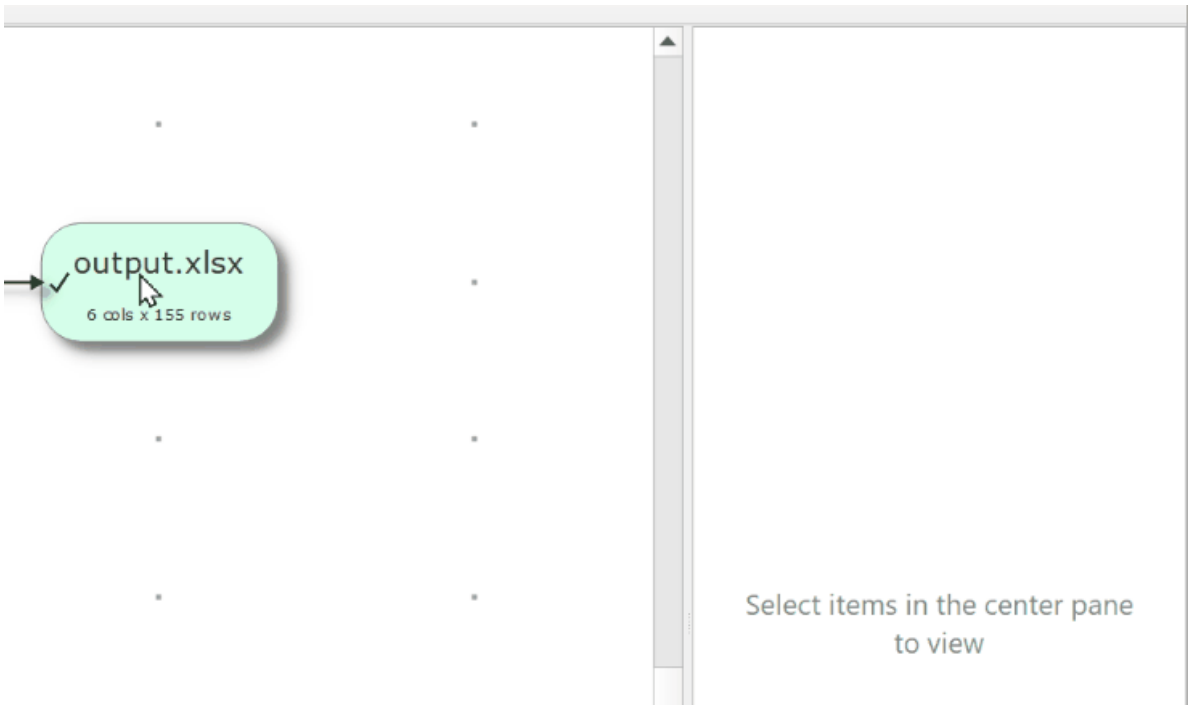 output.xlsx
6 cols x 155 rows
Select items in the center pane
to view